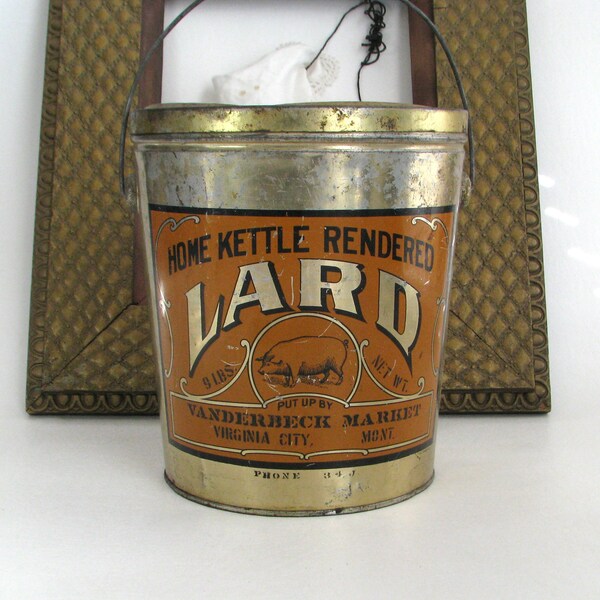 HOME KETTLE RENDERED
LARD
9 LBS. NET WT.
PUT UP BY
VANDERBECK MARKET
VIRGINIA CITY, MONT.
PHONE 34J